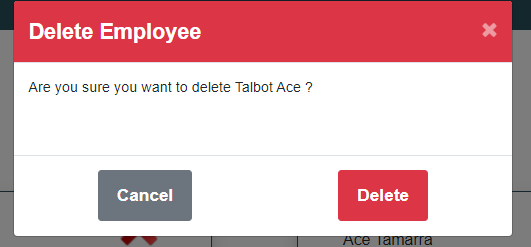 Delete Employee
Are you sure you want to delete Talbot Ace ?
Cancel
Delete
Ace Tamarra